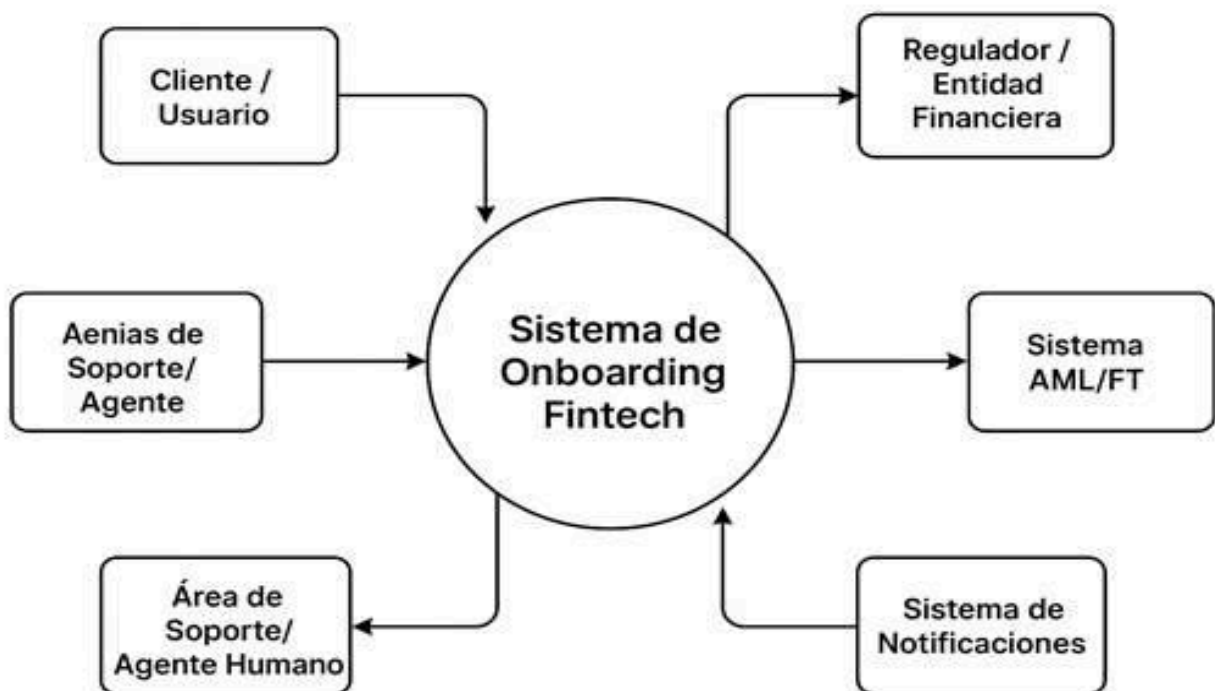 Cliente /
Usuario
Regulador /
Entidad
Financiera
Aenias de
Soporte/
Agente
Sistema de
Onboarding
Fintech
Sistema
AML/FT
Área de
Soporte/
Agente Humano
Sistema de
Notificaciones